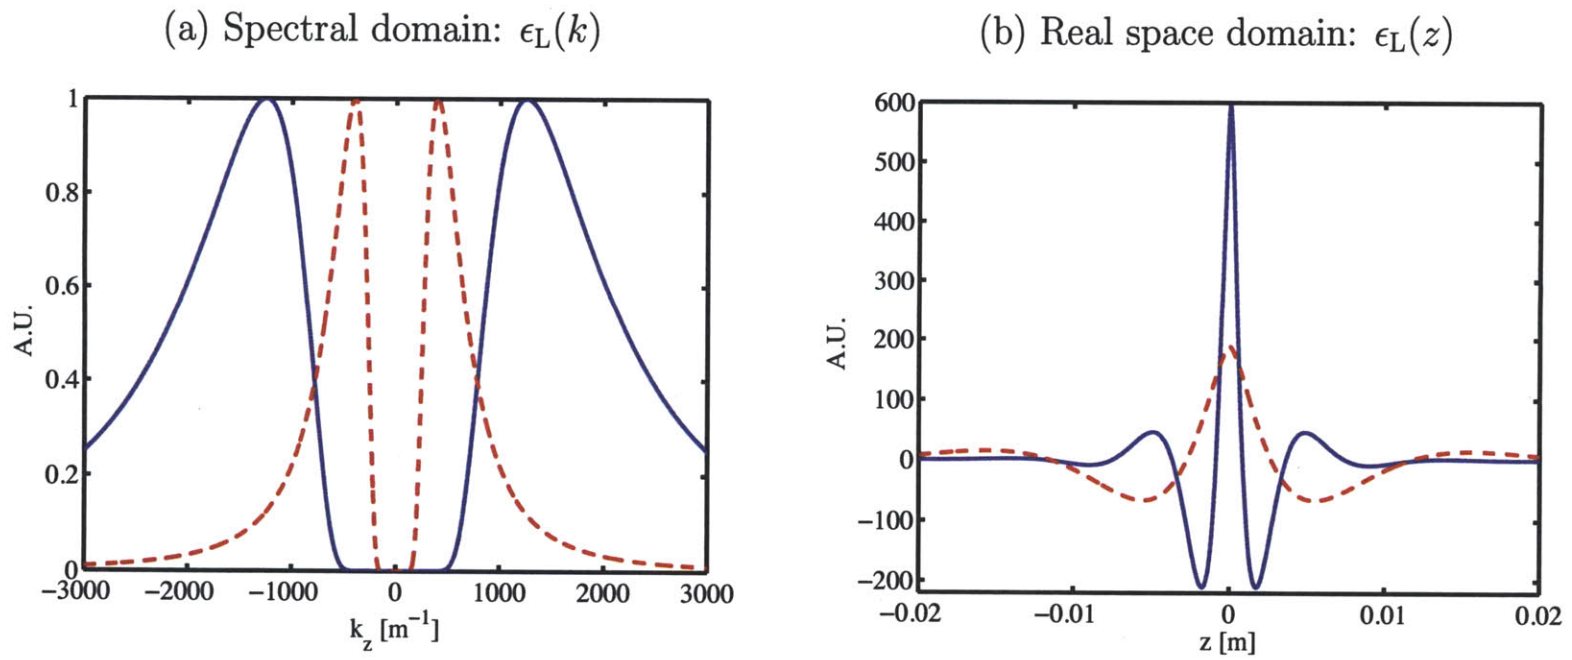 (a) Spectral domain: ϵL(k)
1
0.8
0.6
0.4
0.2
0
A.U.
−3000 −2000 −1000 0 1000 2000 3000
kz [m−1]
(b) Real space domain: ϵL(z)
600
500
400
300
200
100
0
−100
−200
A.U.
−0.02 −0.01 0 0.01 0.02
z [m]